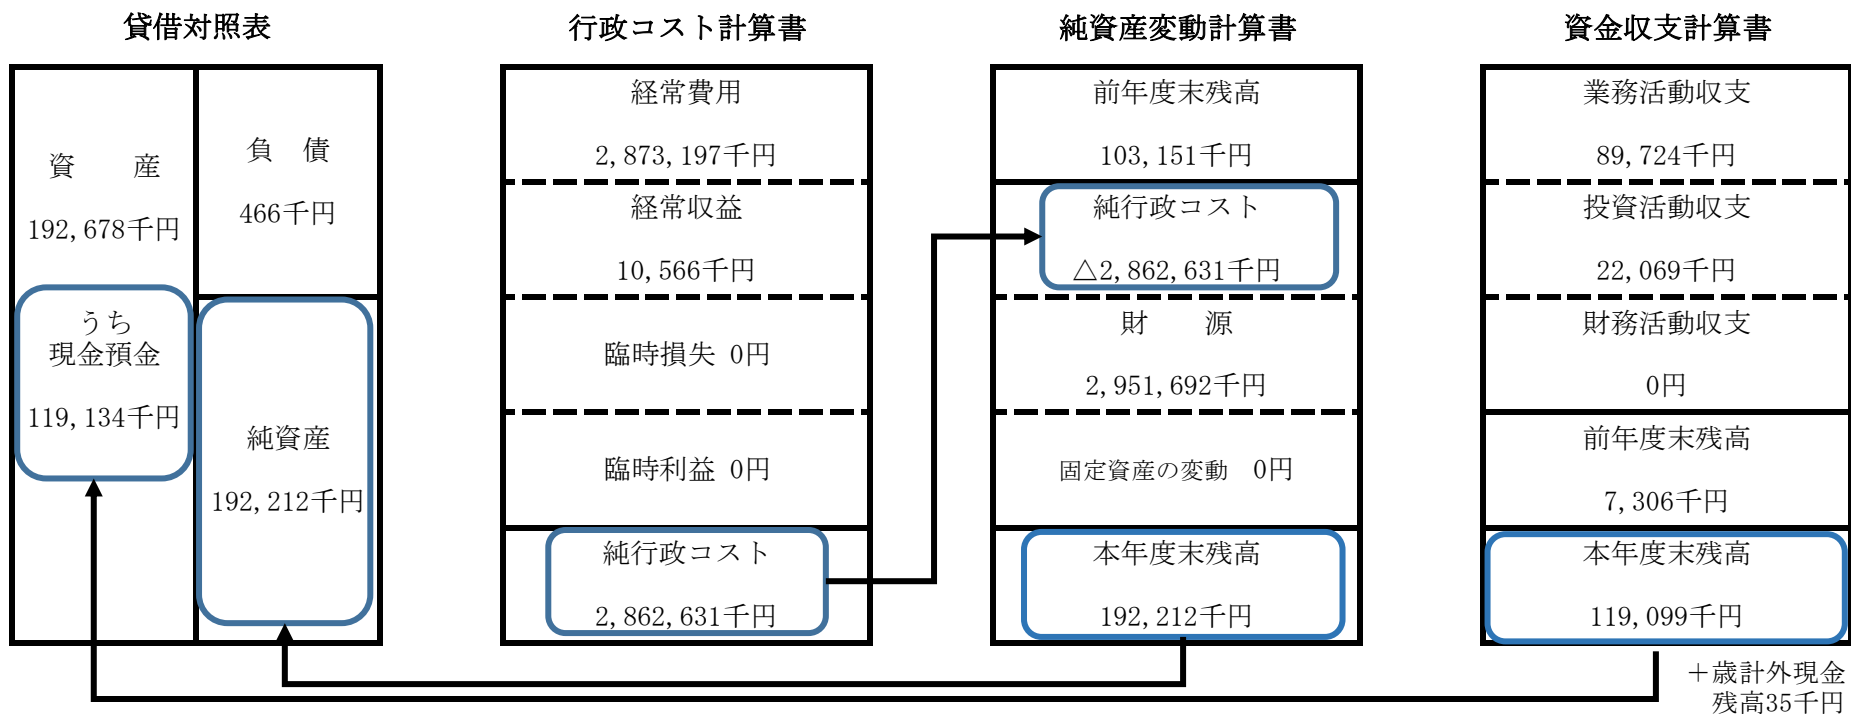 貸借対照表
資　産
192,678千円
うち
現金預金
119,134千円
負　債
466千円
純資産
192,212千円
行政コスト計算書
経常費用
2,873,197千円
経常収益
10,566千円
臨時損失 0円
臨時利益 0円
純行政コスト
2,862,631千円
純資産変動計算書
前年度末残高
103,151千円
純行政コスト
△2,862,631千円
財　源
2,951,692千円
固定資産の変動　0円
本年度末残高
192,212千円
資金収支計算書
業務活動収支
89,724千円
投資活動収支
22,069千円
財務活動収支
0円
前年度末残高
7,306千円
本年度末残高
119,099千円
＋歳計外現金
残高35千円